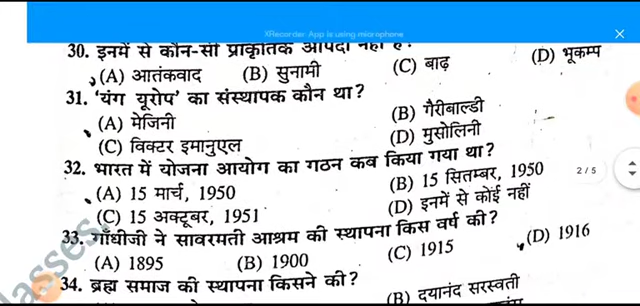 XRecorder App is using microphone
30. इनमें से कौन-सी प्राकृतिक आपदा नहीं है?
(A) आतंकवाद (B) सुनामी (C) बाढ़ (D) भूकम्प
31. 'यंग यूरोप' का संस्थापक कौन था?
(A) मेजिनी (B) गैरीबाल्डी
(C) विक्टर इमानुएल (D) मुसोलिनी
32. भारत में योजना आयोग का गठन कब किया गया था?
(A) 15 मार्च, 1950 (B) 15 सितम्बर, 1950
(C) 15 अक्टूबर, 1951 (D) इनमें से कोई नहीं
2 / 5
33. गाँधीजी ने साबरमती आश्रम की स्थापना किस वर्ष की?
(A) 1895 (B) 1900 (C) 1915 (D) 1916
34. ब्रह्म समाज की स्थापना किसने की?
(B) दयानंद सरस्वती